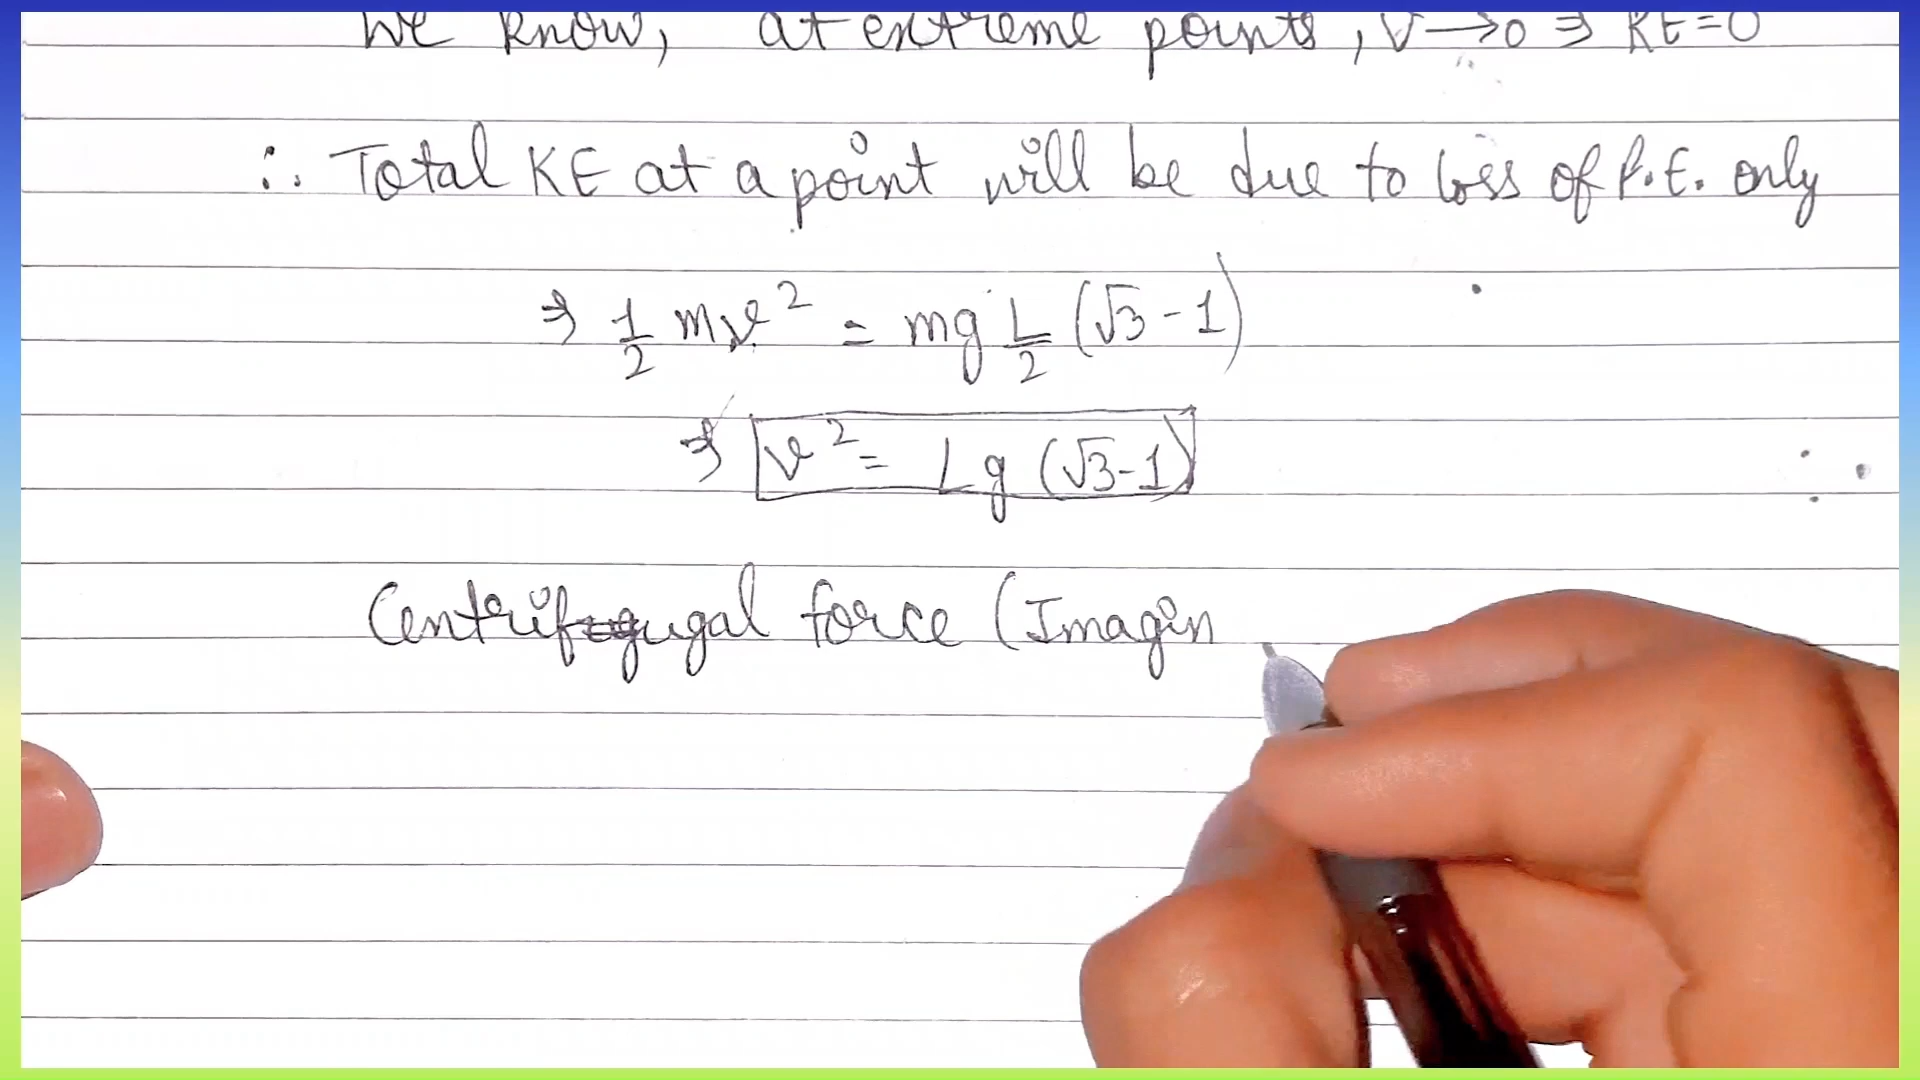 We know, at extreme points, V→0 ⇒ KE=0
∴ Total KE at a point will be due to loss of P.E. only
⇒ 1/2 mv² = mg L/2 (√3-1)
⇒ v² = Lg (√3-1)
Centrifugal force (Imagin